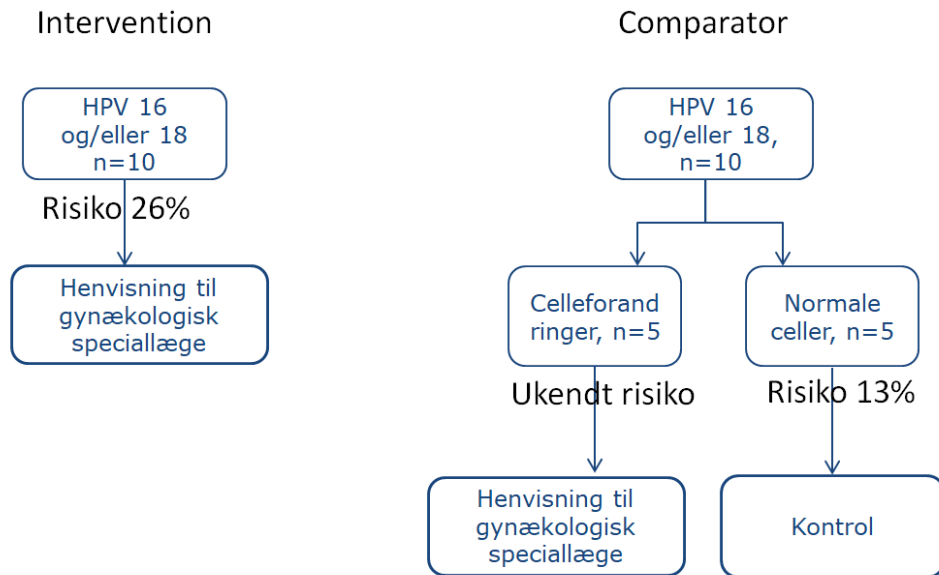 Intervention
HPV 16
og/eller 18
n=10
Risiko 26%
Henvisning til
gynækologisk
speciallæge
Comparator
HPV 16
og/eller 18,
n=10
Celleforand
ringer, n=5
Ukendt risiko
Henvisning til
gynækologisk
speciallæge
Normale
celler, n=5
Risiko 13%
Kontrol